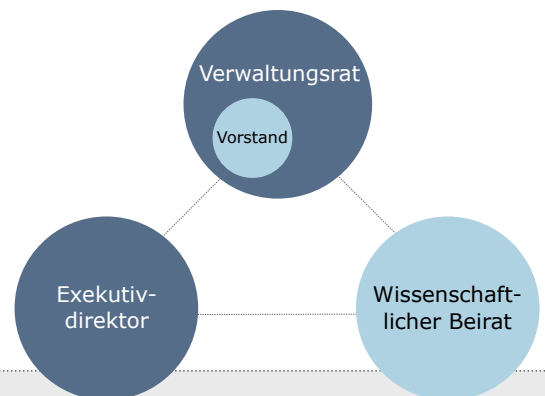 Verwaltungsrat
Vorstand
Exekutiv-
direktor
Wissenschaft-
licher Beirat